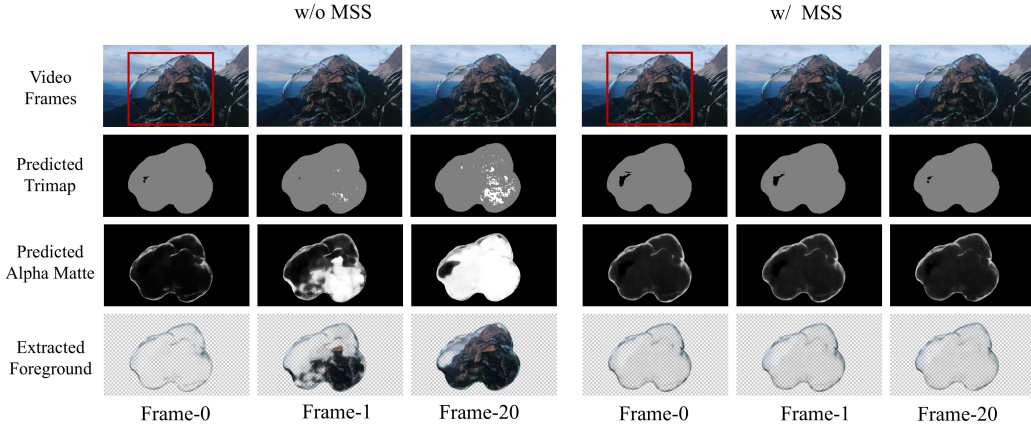 w/o MSS
w/ MSS
Video
Frames
Predicted
Trimap
Predicted
Alpha Matte
Extracted
Foreground
Frame-0
Frame-1
Frame-20
Frame-0
Frame-1
Frame-20